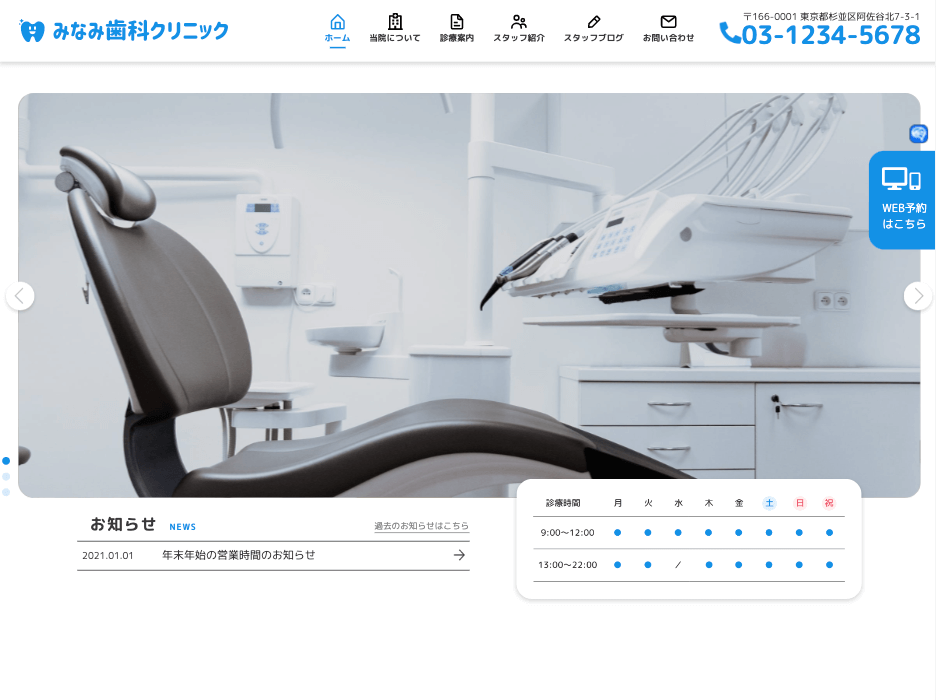 みなみ歯科クリニック
ホーム 当院について 診療案内 スタッフ紹介 スタッフブログ お問い合わせ
〒166-0001 東京都杉並区阿佐谷北7-3-1
03-1234-5678
WEB予約
はこちら
お知らせ NEWS 過去のお知らせはこちら
2021.01.01 年末年始の営業時間のお知らせ
診療時間 月 火 水 木 金 土 日 祝
9:00〜12:00 ● ● ● ● ● ● ● ●
13:00〜22:00 ● ● / ● ● ● ● ●